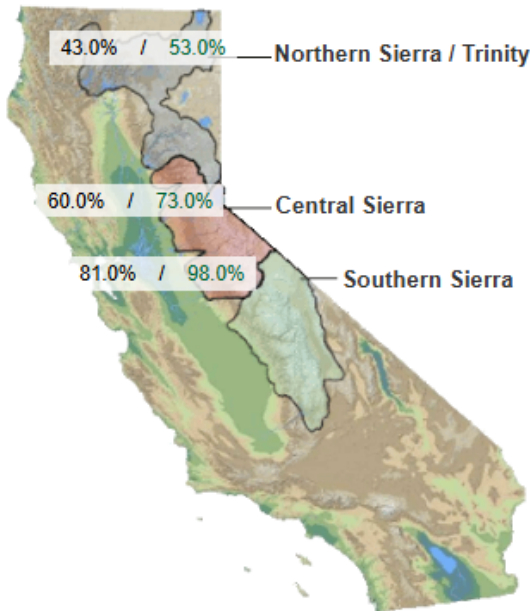 43.0% / 53.0% Northern Sierra / Trinity
60.0% / 73.0% Central Sierra
81.0% / 98.0% Southern Sierra